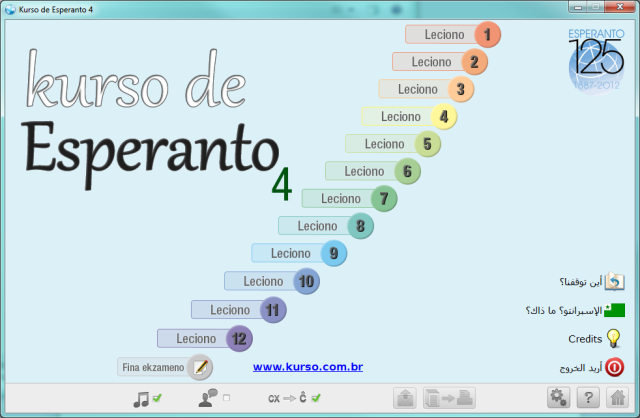 Kurso de Esperanto 4
kurso de
Esperanto
4
ESPERANTO
125
1887-2012
Leciono 1
Leciono 2
Leciono 3
Leciono 4
Leciono 5
Leciono 6
Leciono 7
Leciono 8
Leciono 9
Leciono 10
Leciono 11
Leciono 12
Fina ekzameno
www.kurso.com.br
أين توقفنا؟
الإسبرانتو؟ ما ذاك؟
Credits
أريد الخروج
cx → Ĉ
?